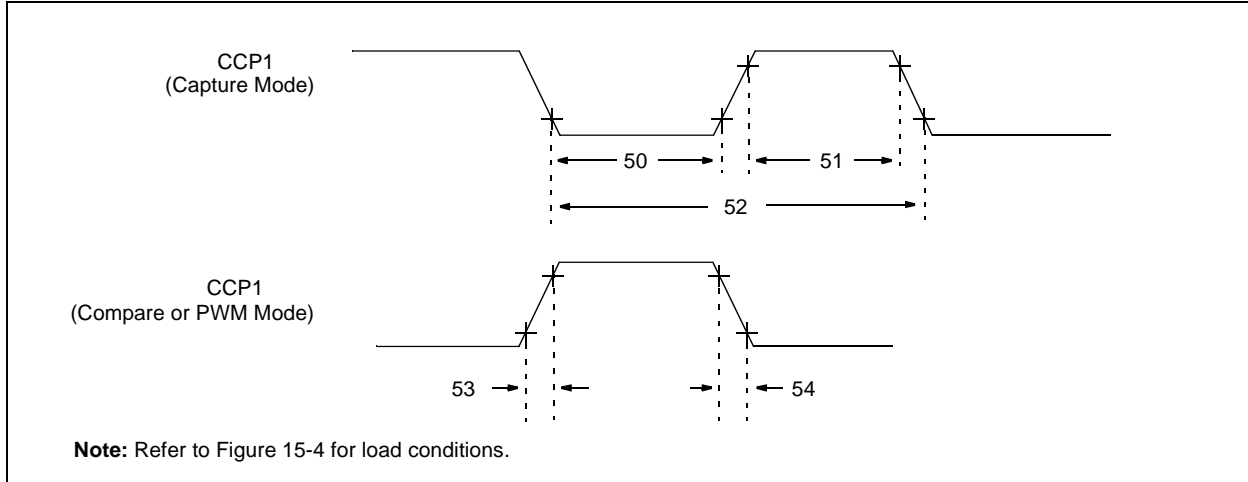 CCP1
(Capture Mode)
50
51
52
CCP1
(Compare or PWM Mode)
53
54
Note: Refer to Figure 15-4 for load conditions.